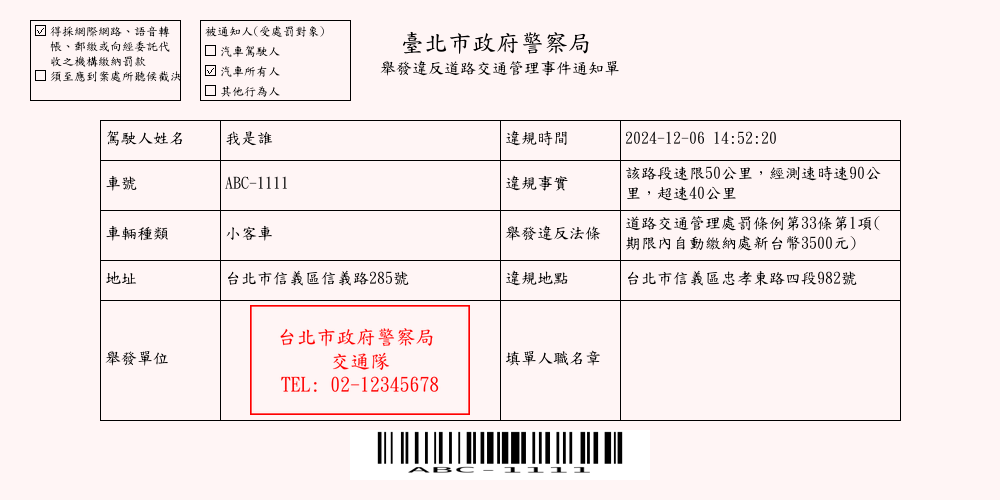 得採網際網路、語音轉
帳、郵繳或向經委託代
收之機構繳納罰款
須至應到案處所聽候裁決
被通知人(受處罰對象)
汽車駕駛人
汽車所有人
其他行為人
臺北市政府警察局
舉發違反道路交通管理事件通知單
駕駛人姓名
我是誰
違規時間
2024-12-06 14:52:20
車號
ABC-1111
違規事實
該路段速限50公里，經測速時速90公
里，超速40公里
車輛種類
小客車
舉發違反法條
道路交通管理處罰條例第33條第1項(
期限內自動繳納處新台幣3500元)
地址
台北市信義區信義路285號
違規地點
台北市信義區忠孝東路四段982號
舉發單位
台北市政府警察局
交通隊
TEL: 02-12345678
填單人職名章
ABC-1111